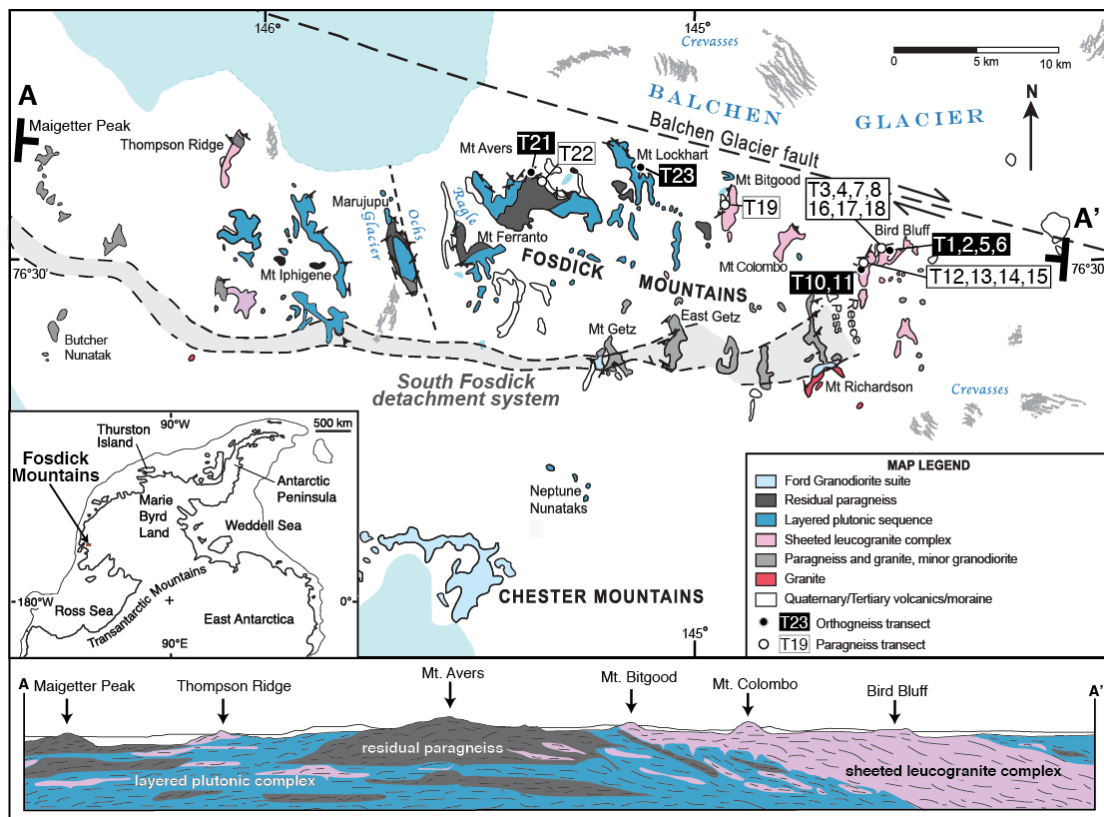 146°
145°
Crevasses
0
5 km
10 km
A
Maigetter Peak
BALCHEN
GLACIER
N
Thompson Ridge
Mt Avers
T21
T22
Balchen Glacier fault
Mt Lockhart
T23
Mt Bitgood
T19
T3,4,7,8
16,17,18
A'
Marujupu
Glacier
Ochs
Ragle
Bird Bluff
T1,2,5,6
Mt Ferranto
FOSDICK
MOUNTAINS
Mt Colombo
76°30'
76°30'
Mt Iphigene
T10,11
T12,13,14,15
Reece
Pass
East Getz
Mt Getz
Butcher
Nunatak
South Fosdick
detachment system
Mt Richardson
Crevasses
90°W
500 km
Thurston
Island
Fosdick
Mountains
Antarctic
Peninsula
Marie
Byrd
Land
Weddell Sea
180°W
Ross Sea
Transantarctic Mountains
0°
East Antarctica
90°E
Neptune
Nunataks
CHESTER MOUNTAINS
145°
MAP LEGEND
Ford Granodiorite suite
Residual paragneiss
Layered plutonic sequence
Sheeted leucogranite complex
Paragneiss and granite, minor granodiorite
Granite
Quaternary/Tertiary volcanics/moraine
T23 Orthogneiss transect
T19 Paragneiss transect
A
Maigetter Peak
Thompson Ridge
Mt. Avers
Mt. Bitgood
Mt. Colombo
Bird Bluff
A'
residual paragneiss
layered plutonic complex
sheeted leucogranite complex